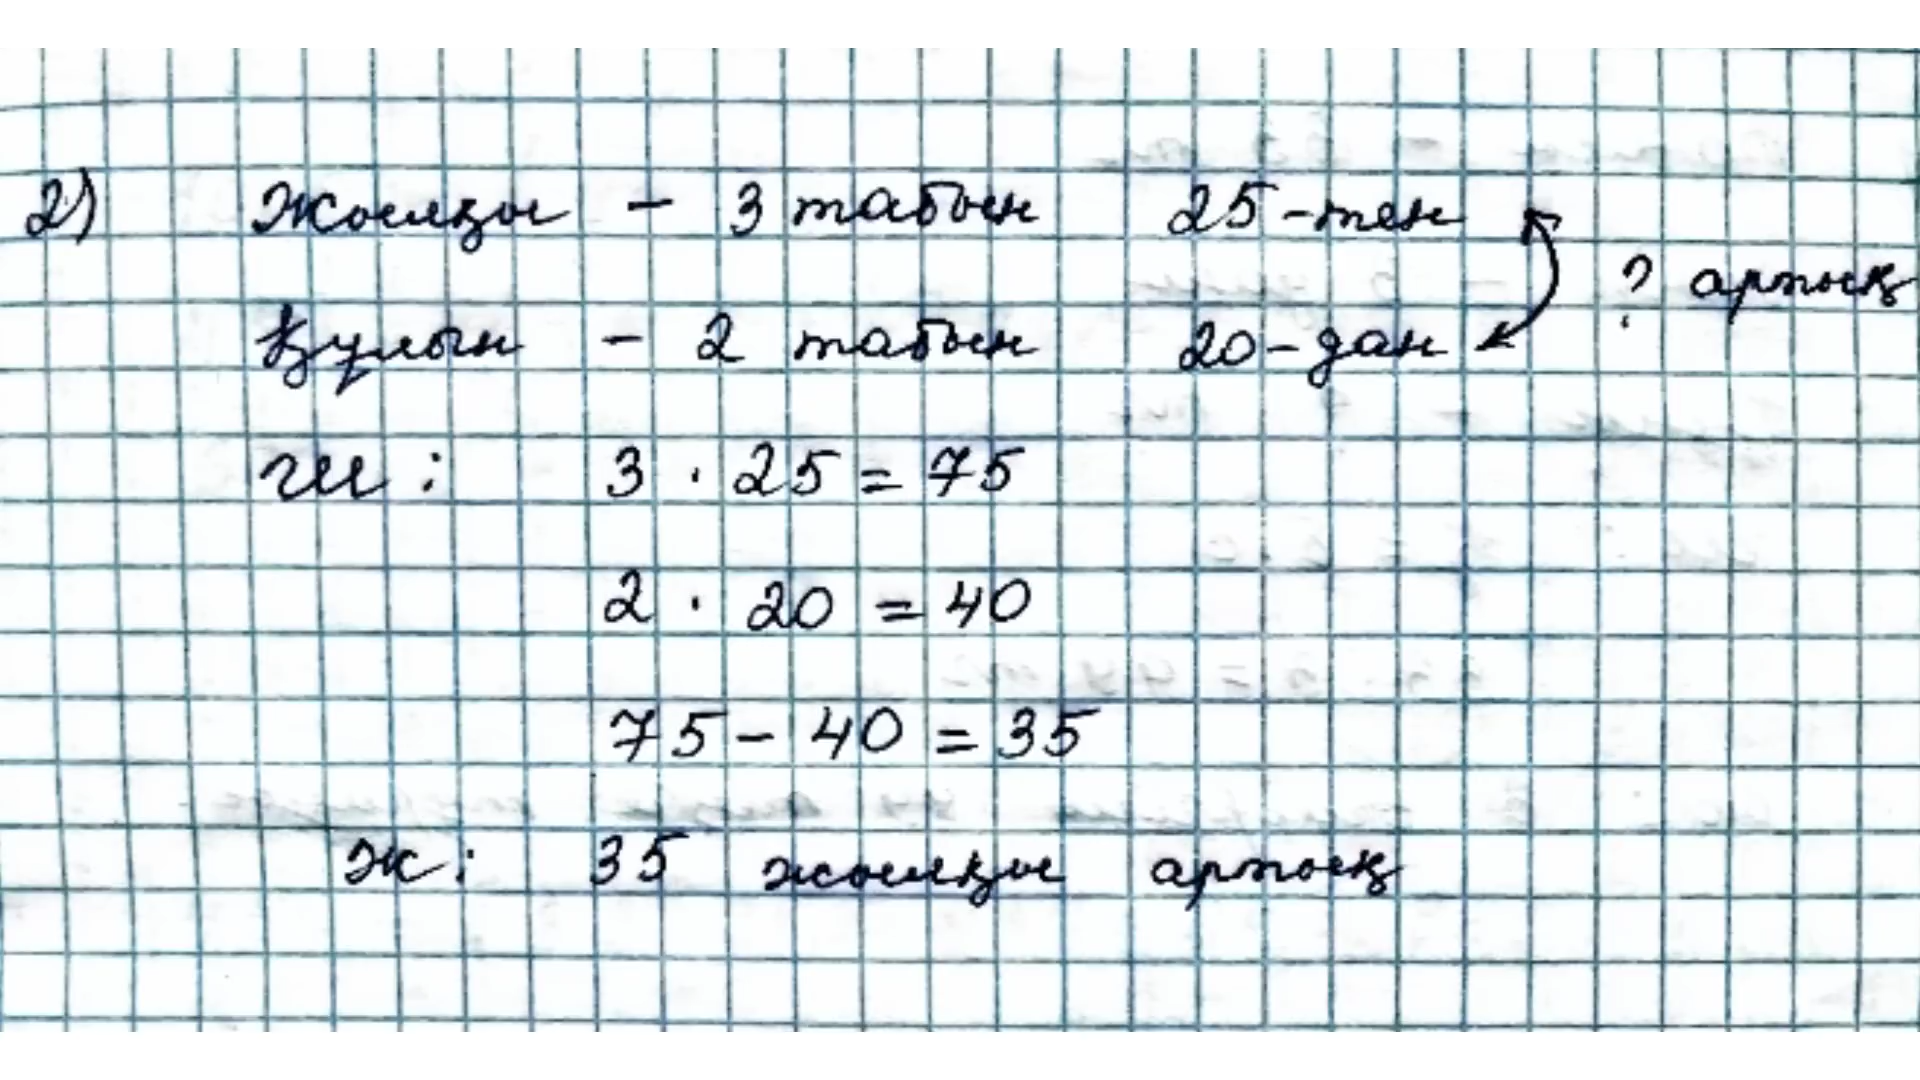 2) Жылқы - 3 табын 25-тен
? артық
Құлын - 2 табын 20-дан
ш: 3 · 25 = 75
2 · 20 = 40
75 - 40 = 35
ж: 35 жылқы артық